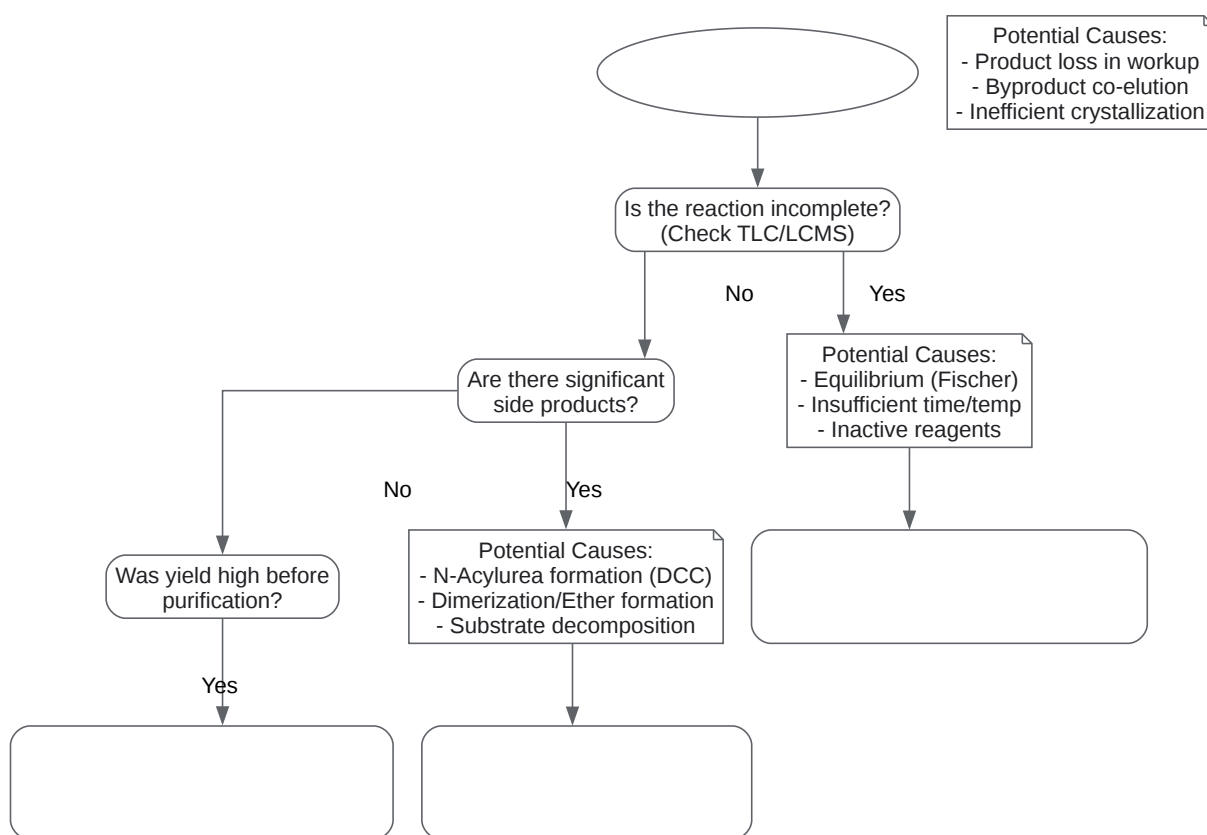 Potential Causes:
- Product loss in workup
- Byproduct co-elution
- Inefficient crystallization
Is the reaction incomplete?
(Check TLC/LCMS)
No
Yes
Potential Causes:
- Equilibrium (Fischer)
- Insufficient time/temp
- Inactive reagents
Are there significant
side products?
No
Yes
Potential Causes:
- N-Acylurea formation (DCC)
- Dimerization/Ether formation
- Substrate decomposition
Was yield high before
purification?
Yes